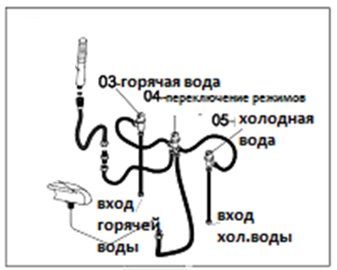 03-горячая вода
04-переключение режимов
05-холодная
вода
вход
горячей
воды
вход
хол.воды